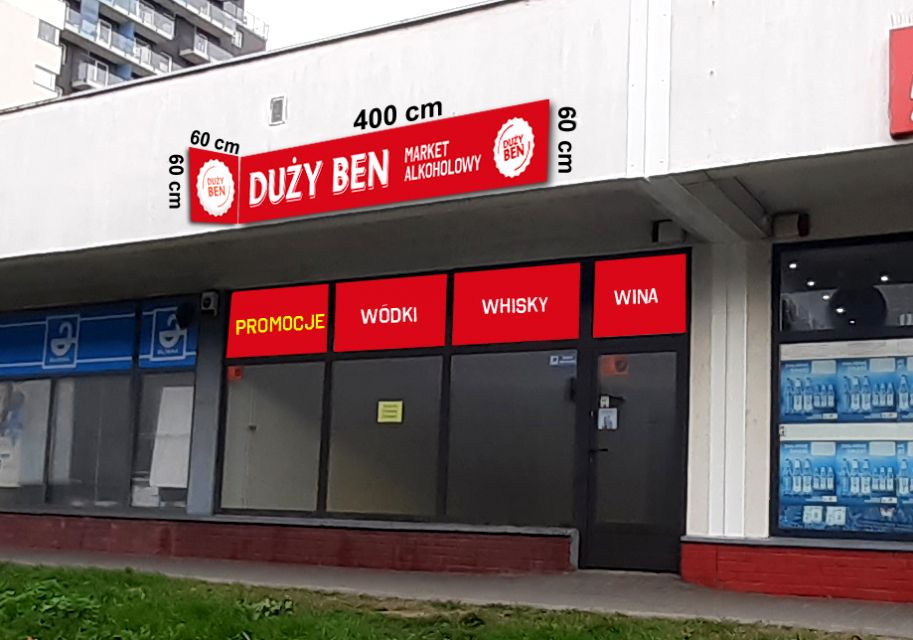 60 cm
400 cm
60 cm
60 cm
DUŻY
BEN
DUŻY BEN
MARKET
ALKOHOLOWY
DUŻY
BEN
PROMOCJE
WÓDKI
WHISKY
WINA